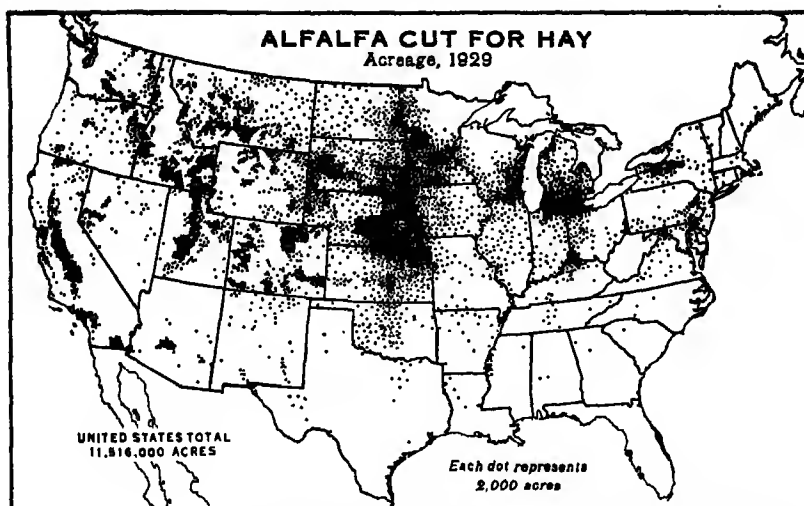 ALFALFA CUT FOR HAY
Acreage, 1929
UNITED STATES TOTAL
11,516,000 ACRES
Each dot represents
2,000 acres